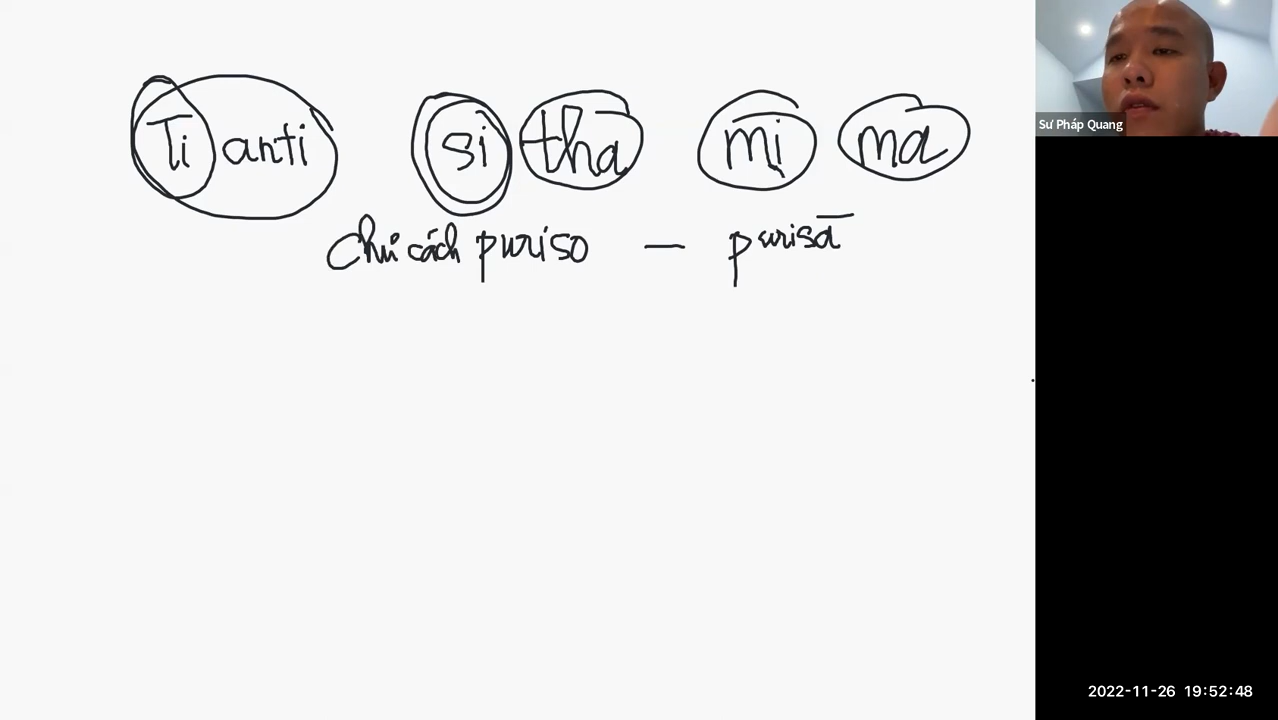 Ti anti si tha mi ma
Chủ cách puriso — purisā
Sư Pháp Quang
2022-11-26 19:52:48